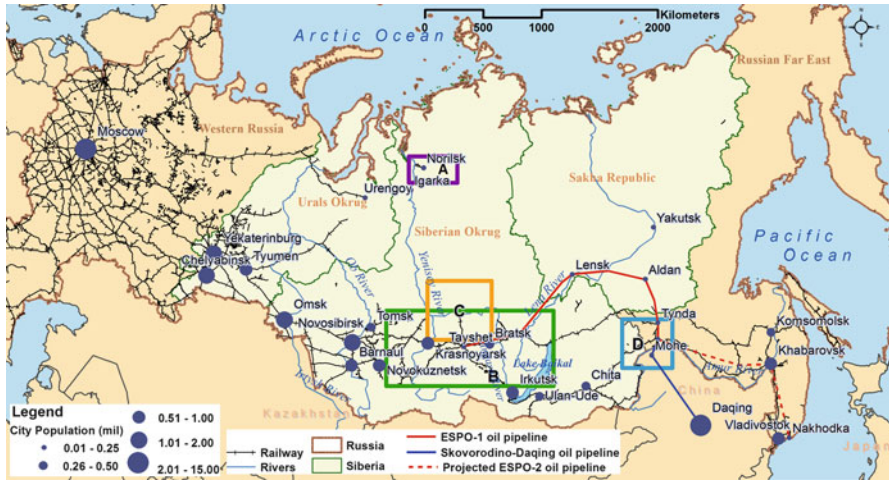 Arctic Ocean
Kilometers
0 500 1000 2000
Russian Far East
Western Russia
Moscow
Norilsk
A
Igarka
Urengoy
Urals Okrug
Sakha Republic
Siberian Okrug
Yakutsk
Pacific
Ocean
Yekaterinburg
Chelyabinsk
Tyumen
Ob River
Yenisey River
Lena River
Lensk
Aldan
Omsk
Novosibirsk
Tomsk
C
Tayshet
Bratsk
Tynda
Komsomolsk
Krasnoyarsk
D
Mohe
Khabarovsk
Barnaul
Novokuznetsk
B
Lake Baikal
Irkutsk
Ulan-Ude
Chita
Amur River
China
Kazakhstan
Daqing
Vladivostok
Nakhodka
Japan
Legend
City Population (mil)
0.01 - 0.25
0.26 - 0.50
0.51 - 1.00
1.01 - 2.00
2.01 - 15.00
Railway
Rivers
Russia
Siberia
ESPO-1 oil pipeline
Skovorodino-Daqing oil pipeline
Projected ESPO-2 oil pipeline